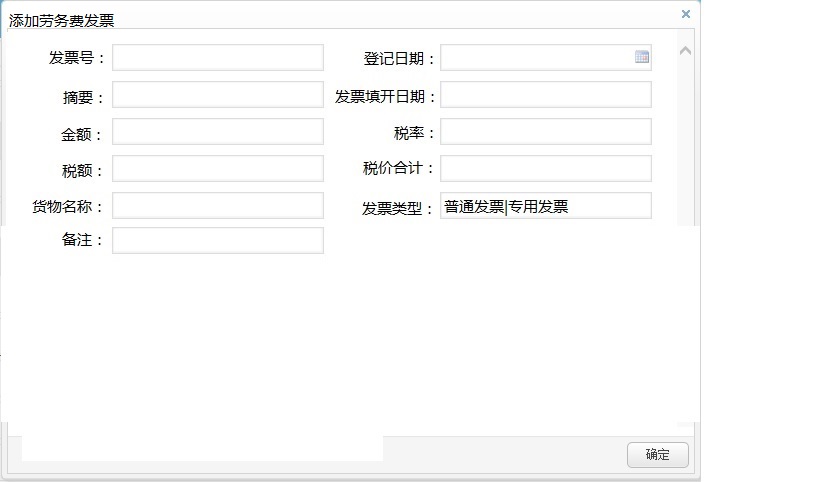 添加劳务费发票
发票号： 登记日期：
摘要： 发票填开日期：
金额： 税率：
税额： 税价合计：
货物名称： 发票类型： 普通发票|专用发票
备注：
确定